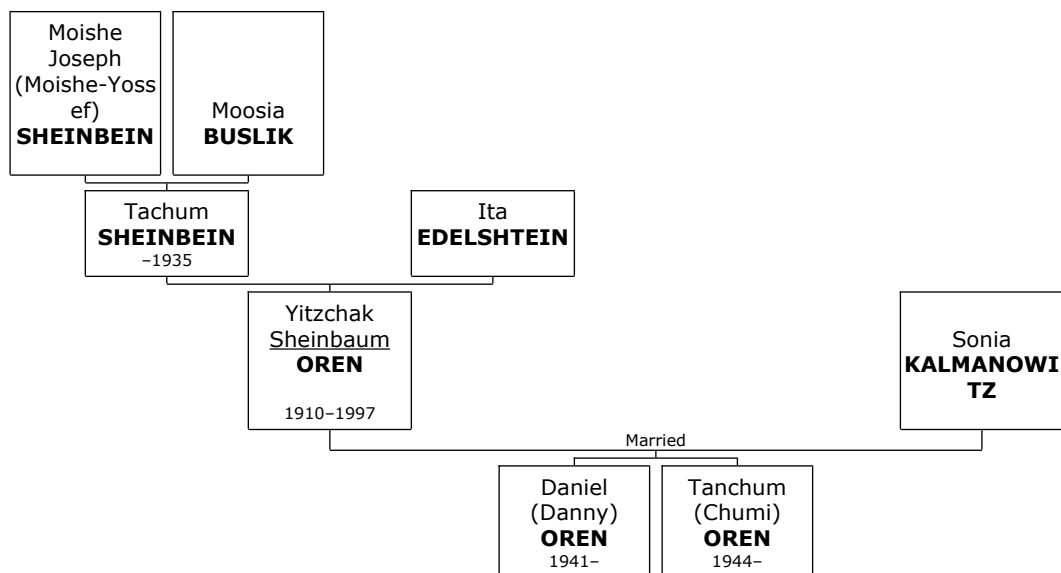 Moishe
Joseph
(Moishe-Yoss
ef)
SHEINBEIN
Moosia
BUSLIK
Tachum
SHEINBEIN
–1935
Ita
EDELSHTEIN
Yitzchak
Sheinbaum
OREN
1910–1997
Sonia
KALMANOWI
TZ
Married
Daniel
(Danny)
OREN
1941–
Tanchum
(Chumi)
OREN
1944–